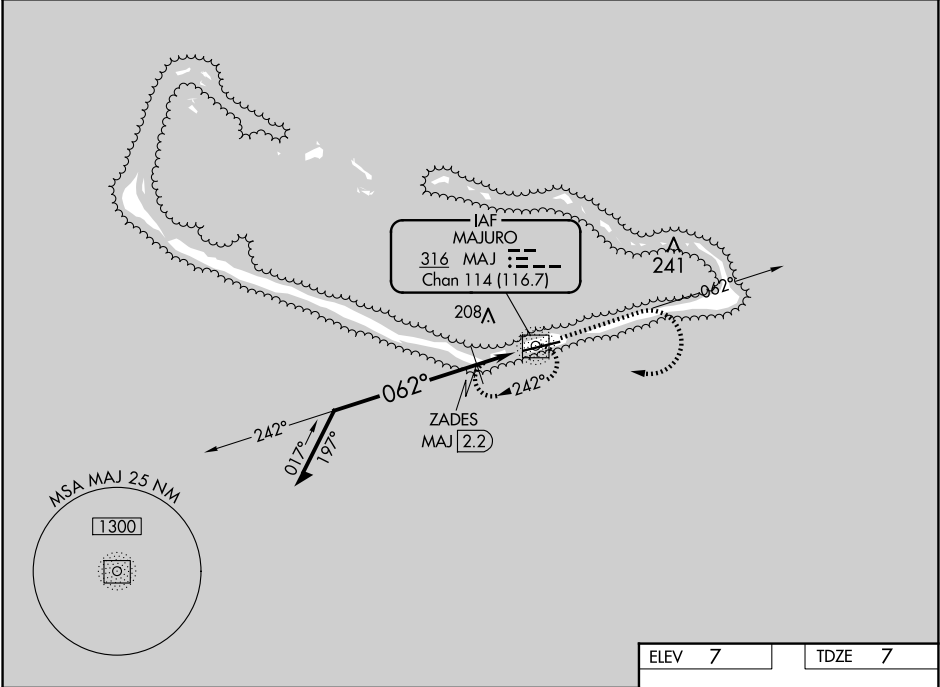 IAF
MAJURO
316 MAJ
Chan 114 (116.7)
241
062°
208
062°
242°
242°
017°
197°
ZADES
MAJ 2.2
MSA MAJ 25 NM
1300
ELEV 7
TDZE 7